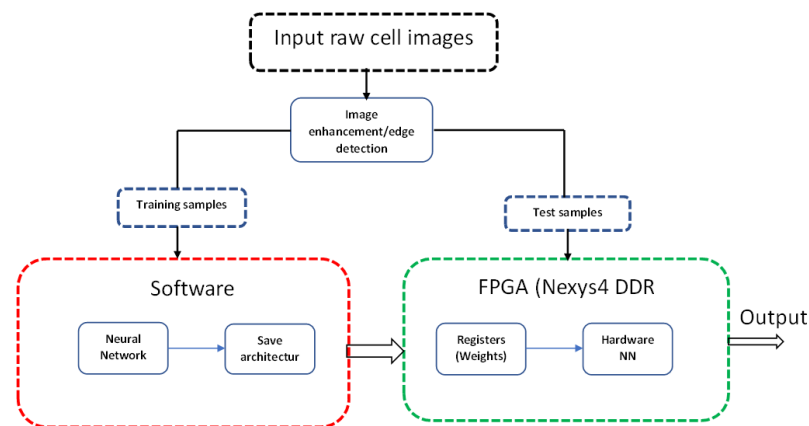 Input raw cell images
Image
enhancement/edge
detection
Training samples
Test samples
Software
FPGA (Nexys4 DDR
Output
Neural
Network
Save
architectur
Registers
(Weights)
Hardware
NN